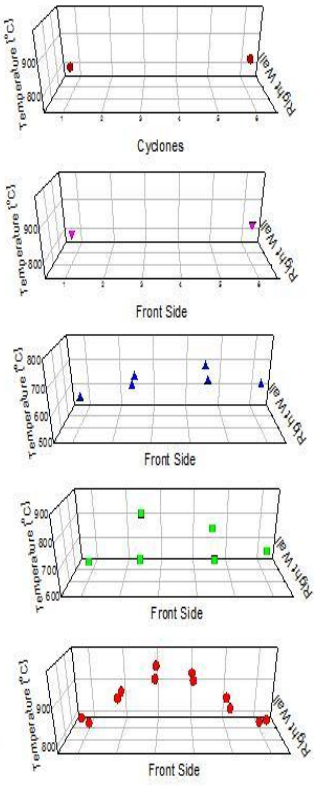 Temperature (°C)
900
800
1 2 3 4 5 6
Right Wall
Cyclones
Temperature (°C)
900
800
1 2 3 4 5 6
Right Wall
Front Side
Temperature (°C)
800
700
600
500
Right Wall
Front Side
Temperature (°C)
900
800
700
600
Right Wall
Front Side
Temperature (°C)
900
800
Right Wall
Front Side